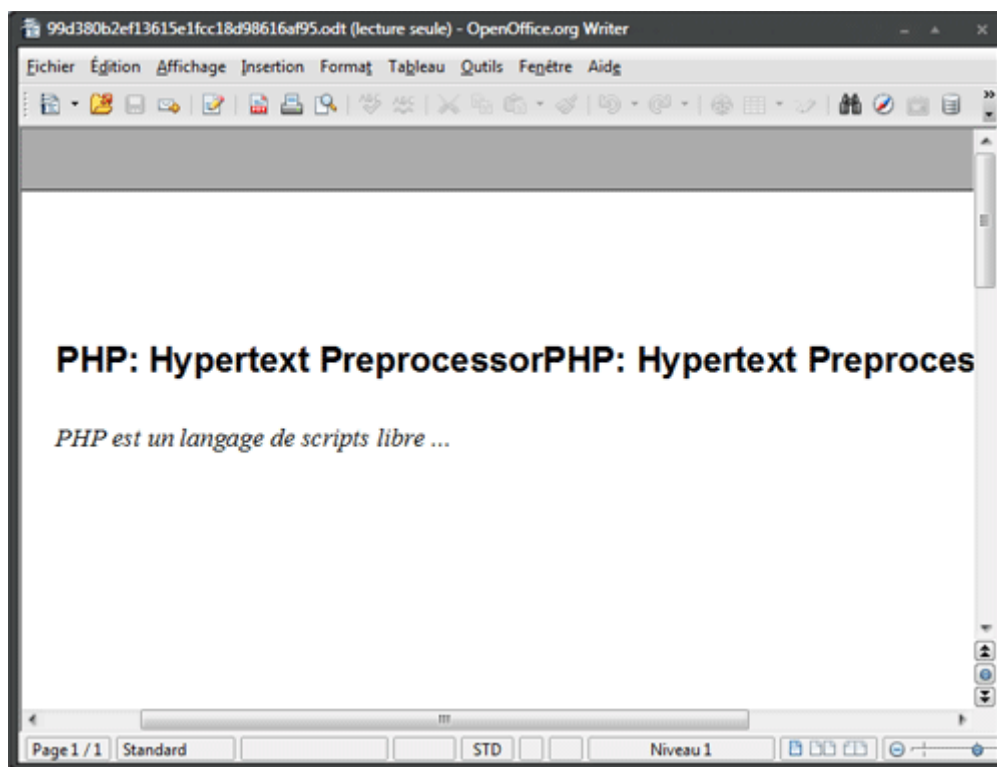 99d380b2ef13615e1fcc18d98616af95.odt (lecture seule) - OpenOffice.org Writer
Fichier Édition Affichage Insertion Format Tableau Outils Fenêtre Aide
PHP: Hypertext PreprocessorPHP: Hypertext Preproces
PHP est un langage de scripts libre ...
Page 1 / 1 Standard STD Niveau 1